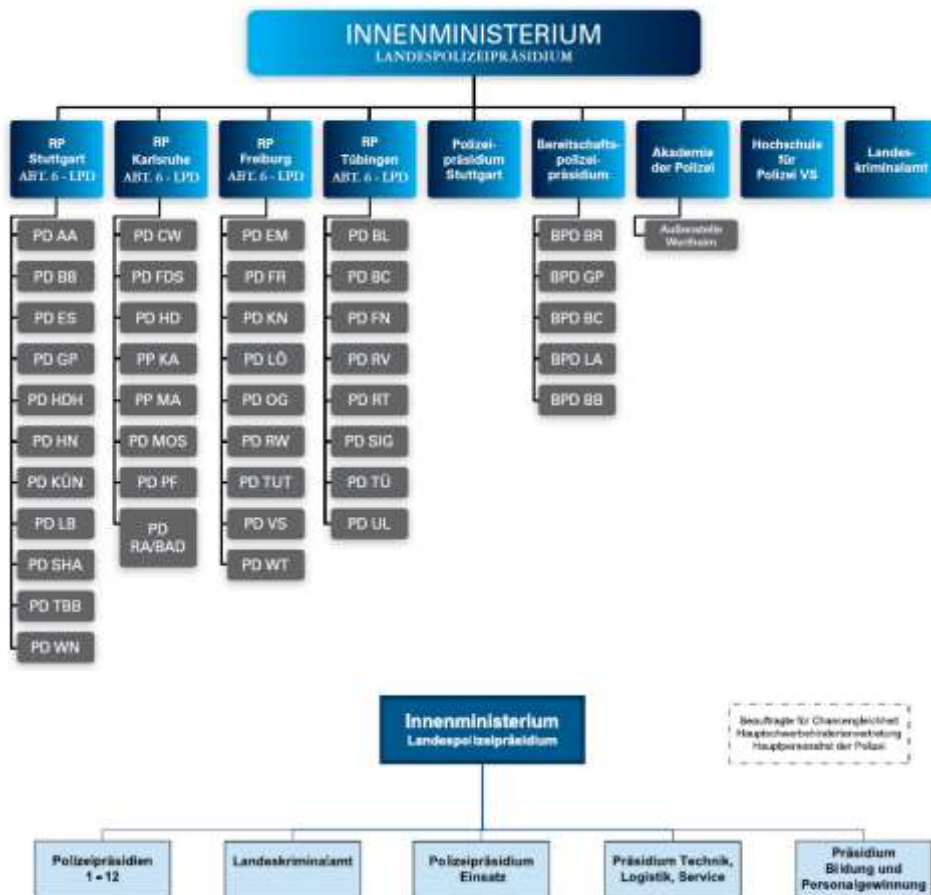 INNENMINISTERIUM
LANDESPOLIZEIPRÄSIDIUM
RP
Stuttgart
ABT. 6 - LPD
RP
Karlsruhe
ABT. 6 - LPD
RP
Freiburg
ABT. 6 - LPD
RP
Tübingen
ABT. 6 - LPD
Polizei-
präsidium
Stuttgart
Bereitschafts-
polizei-
präsidium
Akademie
der Polizei
Hochschule
für
Polizei VS
Landes-
kriminalamt
PD AA
PD BB
PD ES
PD GP
PD HDH
PD HN
PD KÜN
PD LB
PD SHA
PD TBB
PD WN
PD CW
PD FDS
PD HD
PP KA
PP MA
PD MOS
PD PF
PD
RA/BAD
PD EM
PD FR
PD KN
PD LÖ
PD OG
PD RW
PD TUT
PD VS
PD WT
PD BL
PD BC
PD FN
PD RV
PD RT
PD SIG
PD TÜ
PD UL
BPD BR
BPD GP
BPD BC
BPD LA
BPD BB
Außenstelle
Wertheim
Innenministerium
Landespolizeipräsidium
Beauftragte für Chancengleichheit
Hauptschwerbehindertenvertretung
Hauptpersonalrat der Polizei
Polizeipräsidien
1 - 12
Landeskriminalamt
Polizeipräsidium
Einsatz
Präsidium Technik,
Logistik, Service
Präsidium
Bildung und
Personalgewinnung